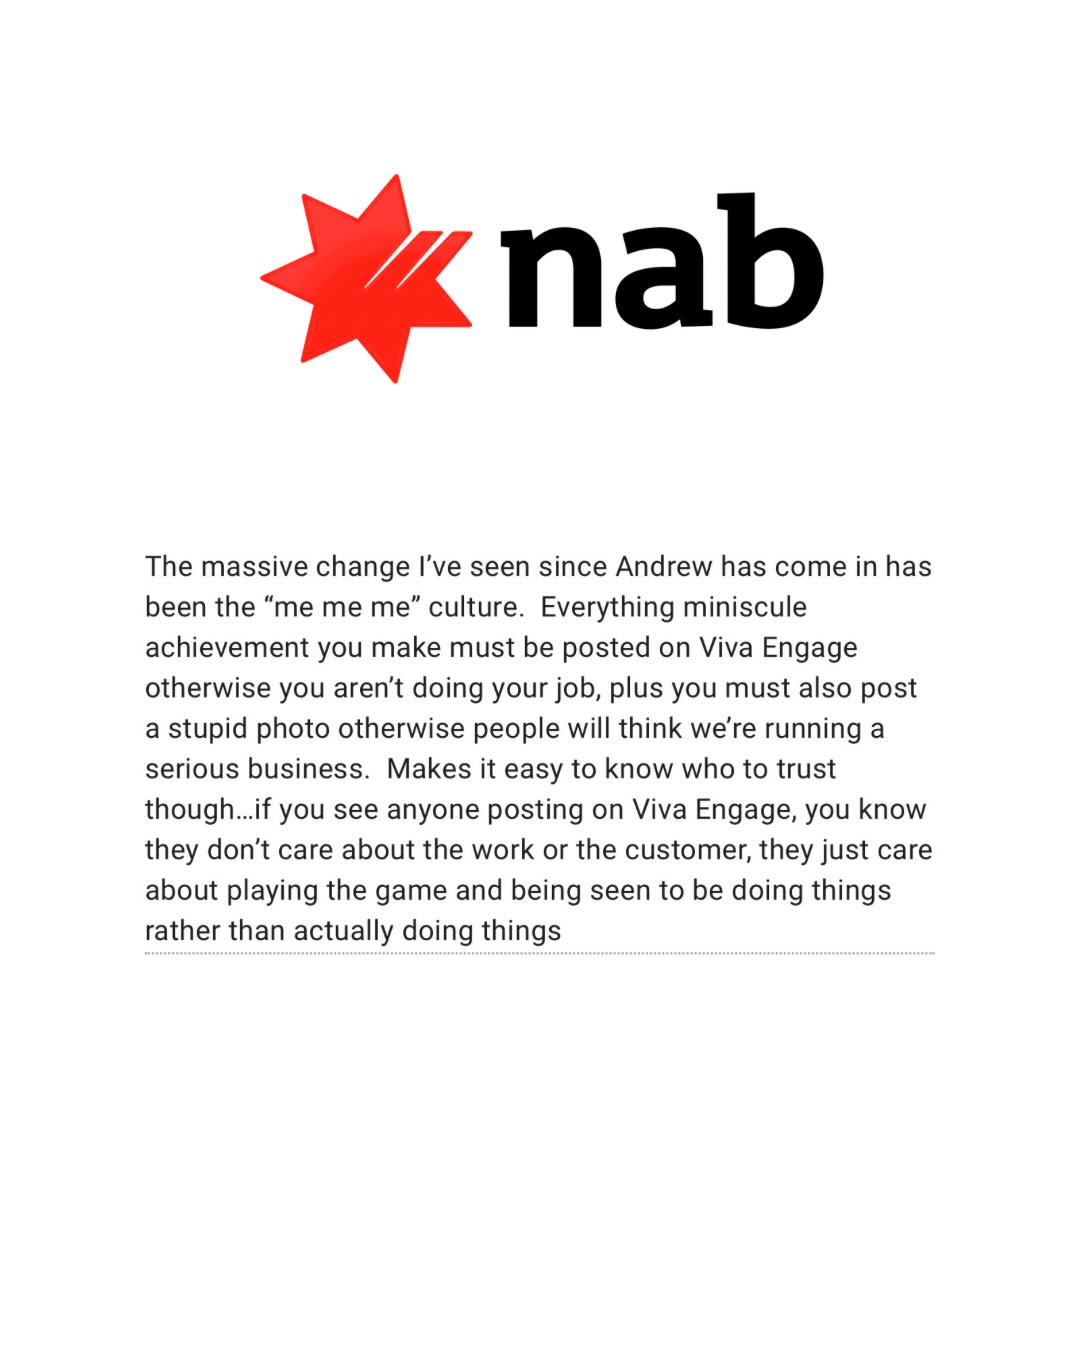 nab
The massive change I’ve seen since Andrew has come in has
been the “me me me” culture.  Everything miniscule
achievement you make must be posted on Viva Engage
otherwise you aren’t doing your job, plus you must also post
a stupid photo otherwise people will think we’re running a
serious business.  Makes it easy to know who to trust
though...if you see anyone posting on Viva Engage, you know
they don’t care about the work or the customer, they just care
about playing the game and being seen to be doing things
rather than actually doing things